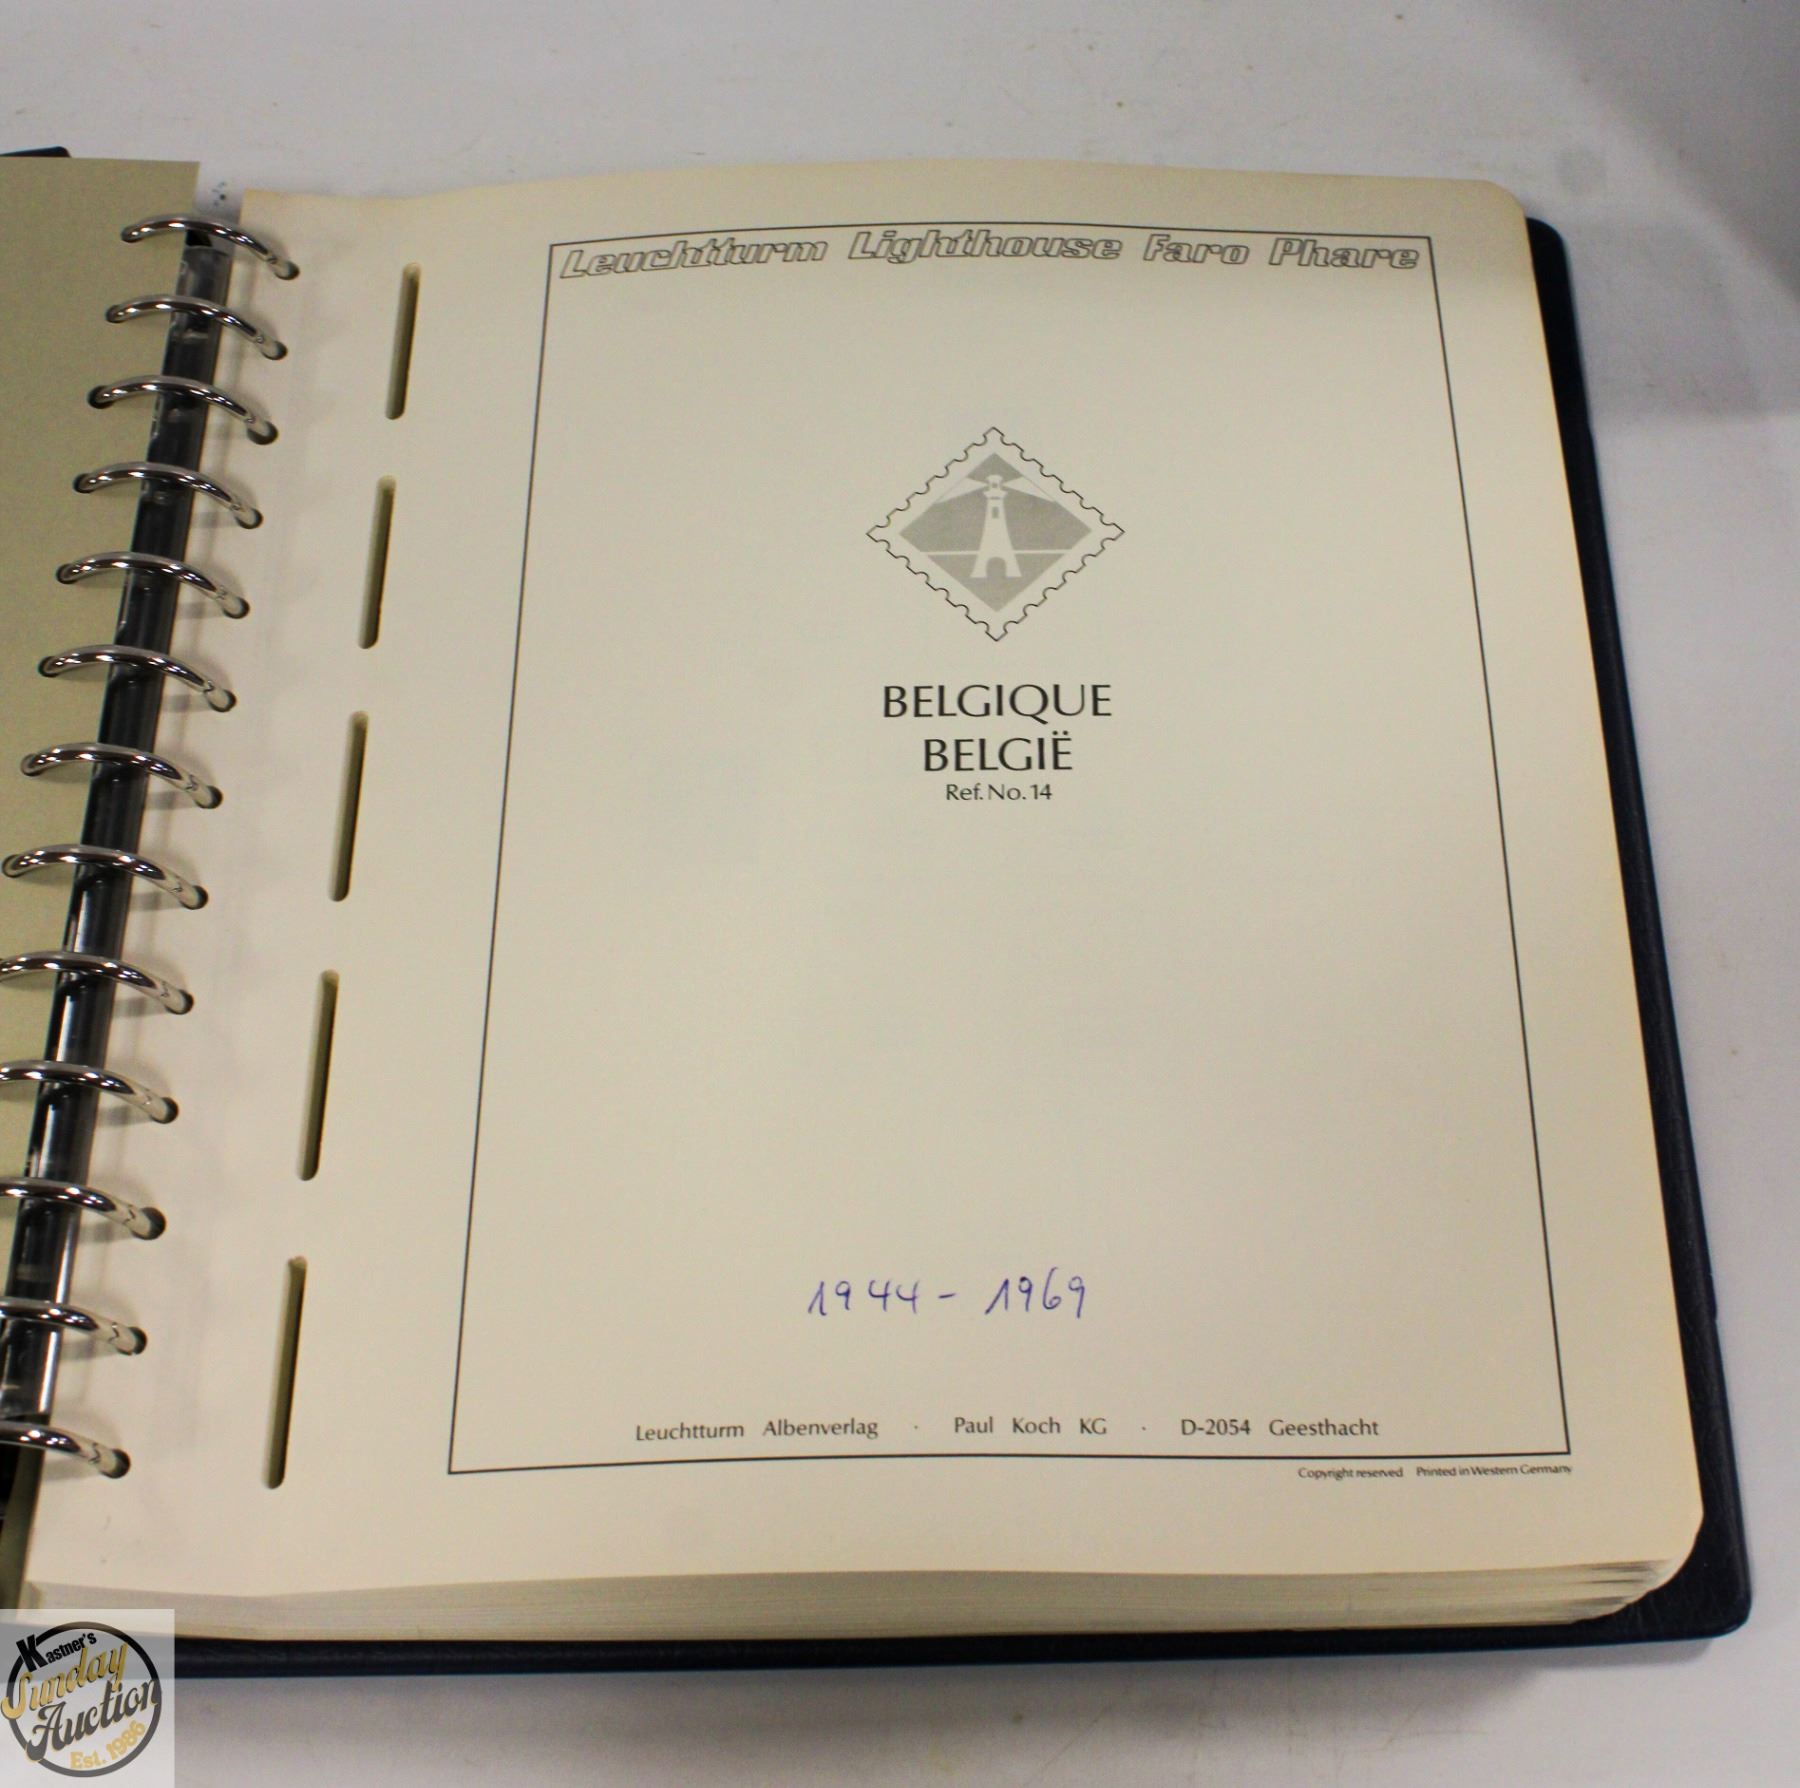 Leuchtturm Lighthouse Faro Phare
BELGIQUE
BELGIË
Ref. No. 14
1944 - 1969
Leuchtturm Albenverlag · Paul Koch KG · D-2054 Geesthacht
Copyright reserved Printed in Western Germany
Kastner's
Sunday
Auction
Est. 1986